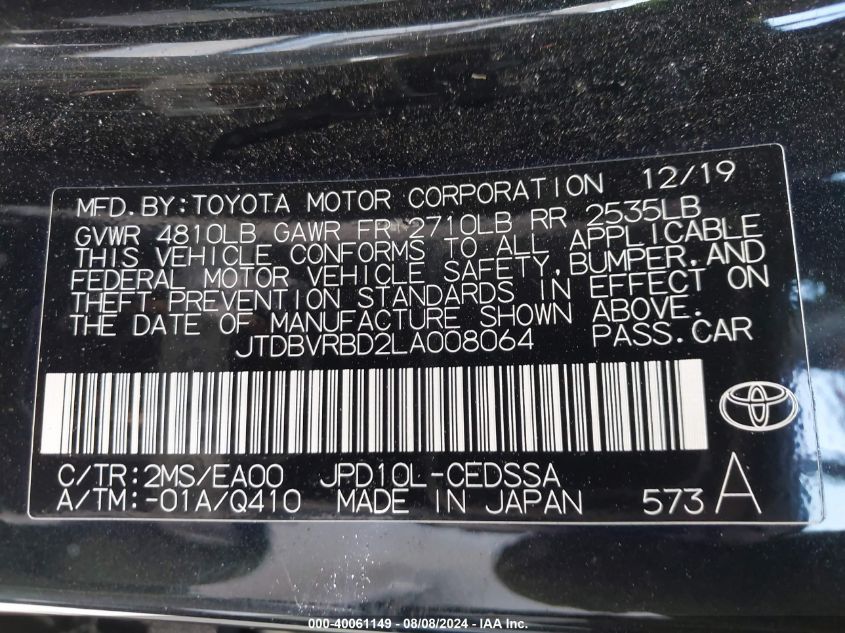 MFD.BY:TOYOTA MOTOR CORPORATION 12/19
GVWR 4810LB GAWR FR 2710LB RR 2535LB
THIS VEHICLE CONFORMS TO ALL APPLICABLE
FEDERAL MOTOR VEHICLE SAFETY,BUMPER,AND
THEFT PREVENTION STANDARDS IN EFFECT ON
THE DATE OF MANUFACTURE SHOWN ABOVE.
JTDBVRBD2LA008064 PASS.CAR
C/TR:2MS/EA00 JPD10L-CEDSSA
A/TM:-01A/Q410 MADE IN JAPAN 573 A
000-40061149 - 08/08/2024 - IAA Inc.